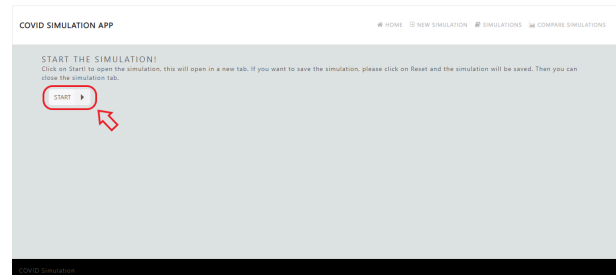 COVID SIMULATION APP
HOME NEW SIMULATION SIMULATIONS COMPARE SIMULATIONS
START THE SIMULATION!
Click on Start! to open the simulation, this will open in a new tab. If you want to save the simulation, please click on Reset and the simulation will be saved. Then you can
close the simulation tab.
START
COVID Simulation